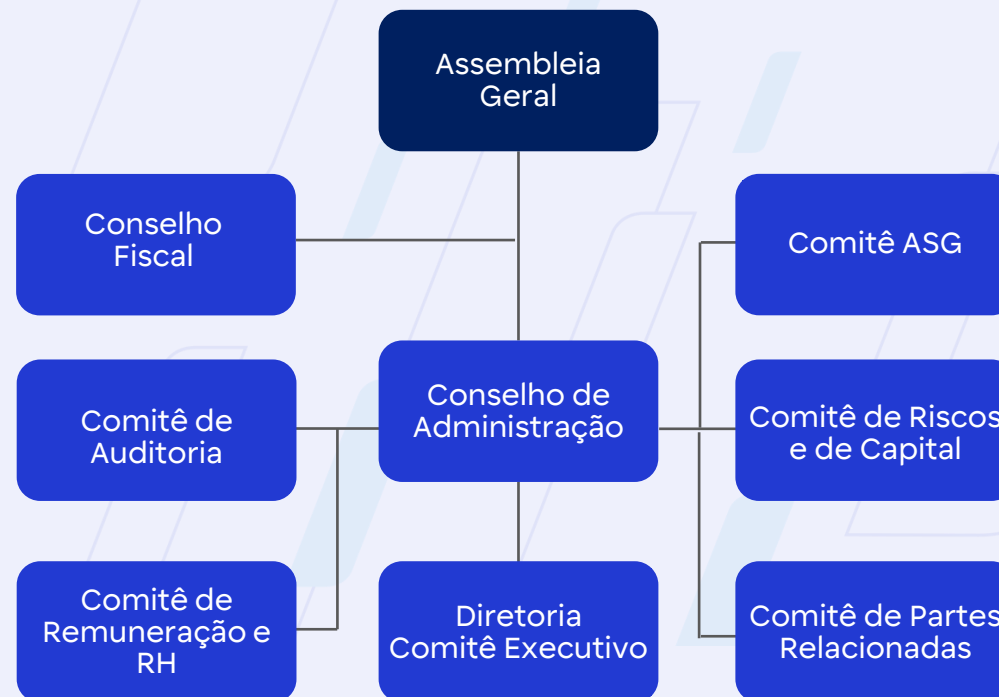 Assembleia
Geral
Conselho
Fiscal
Comitê ASG
Comitê de
Auditoria
Conselho de
Administração
Comitê de Riscos
e de Capital
Comitê de
Remuneração e
RH
Diretoria
Comitê Executivo
Comitê de Partes
Relacionadas